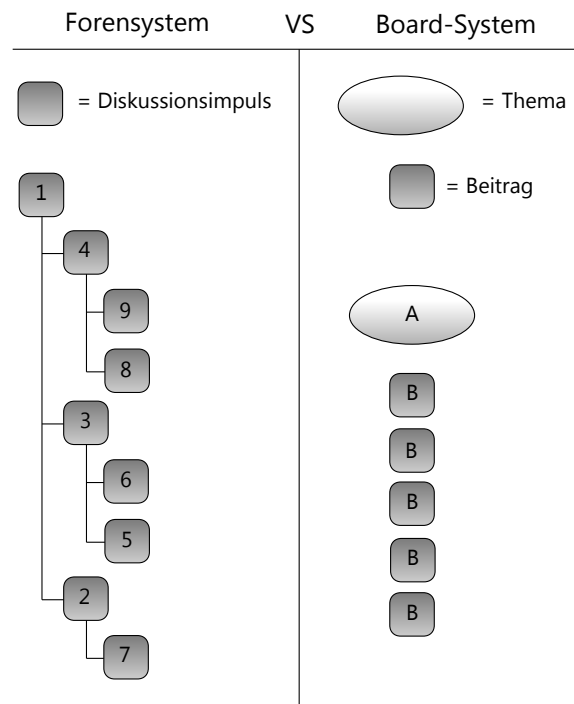 Forensystem VS Board-System
= Diskussionsimpuls
1
4
9
8
3
6
5
2
7
= Thema
= Beitrag
A
B
B
B
B
B